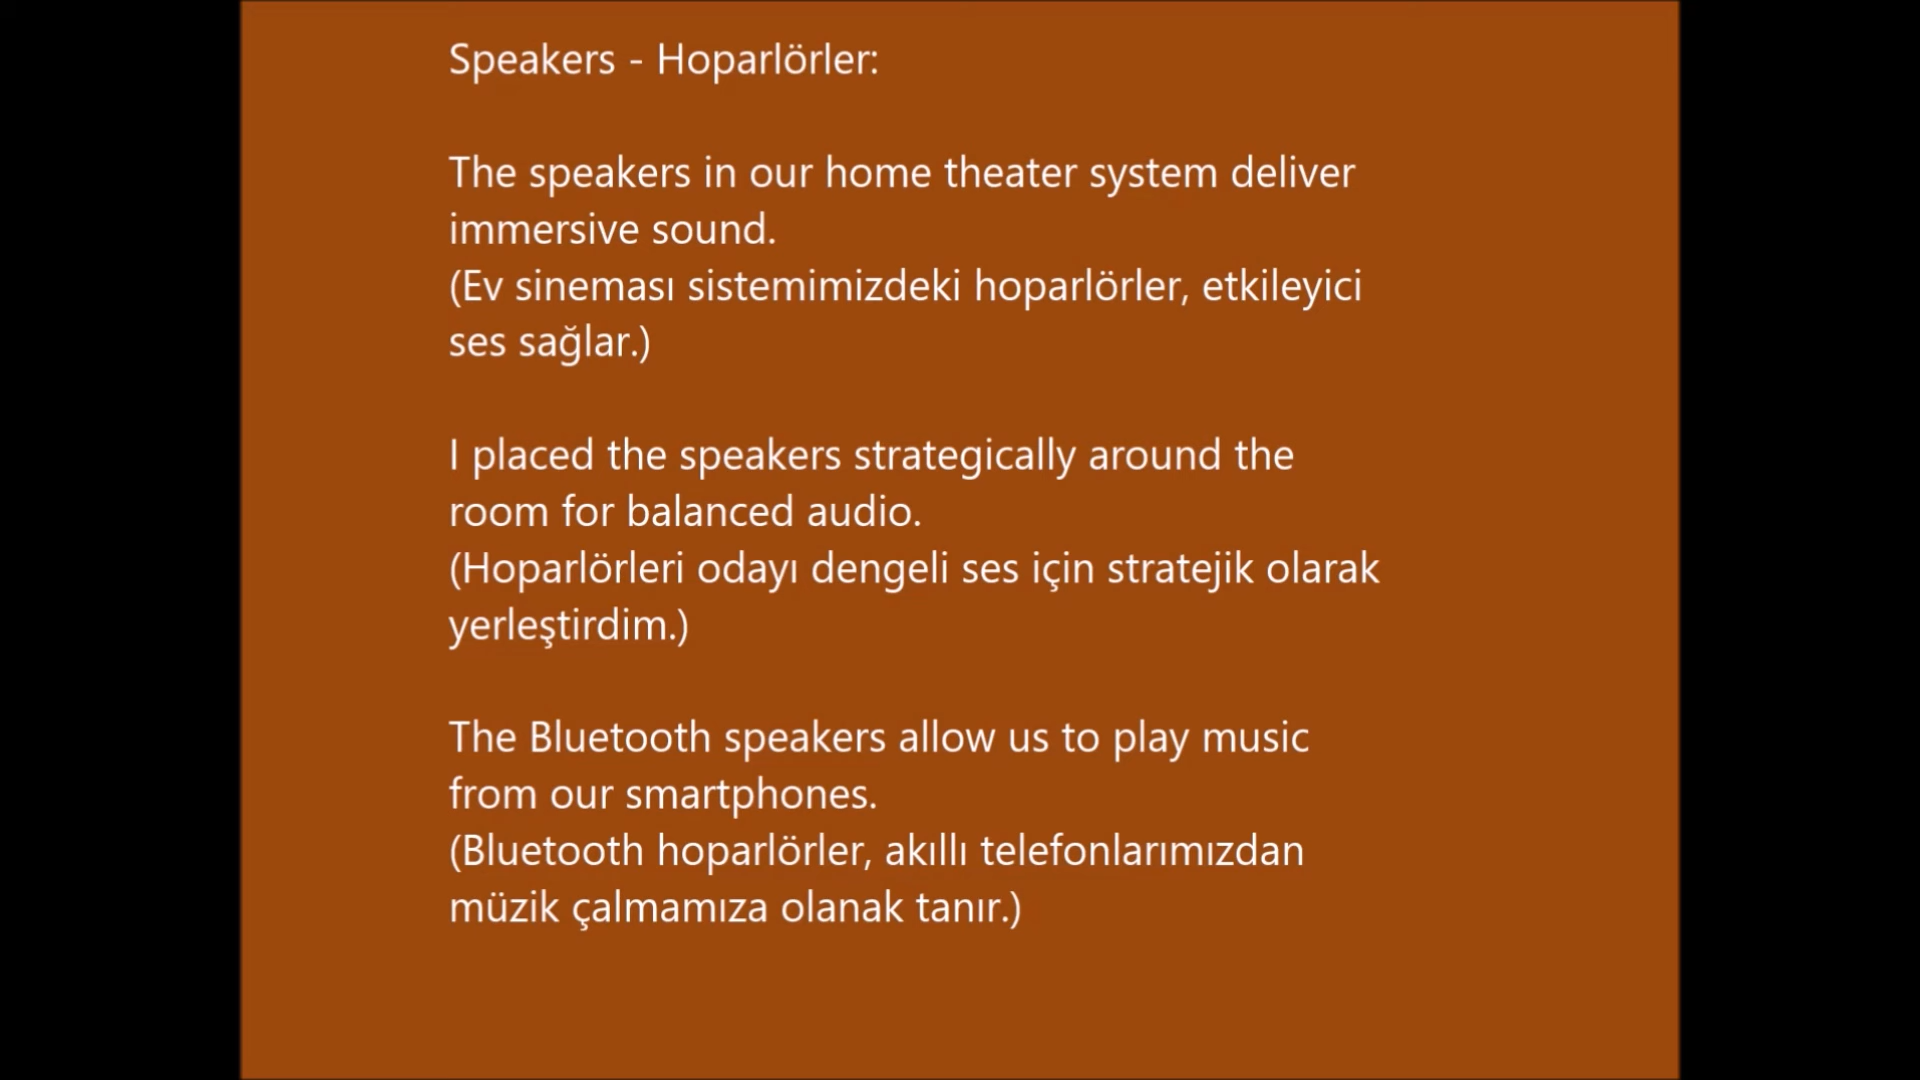 Speakers - Hoparlörler:
The speakers in our home theater system deliver
immersive sound.
(Ev sineması sistemimizdeki hoparlörler, etkileyici
ses sağlar.)
I placed the speakers strategically around the
room for balanced audio.
(Hoparlörleri odayı dengeli ses için stratejik olarak
yerleştirdim.)
The Bluetooth speakers allow us to play music
from our smartphones.
(Bluetooth hoparlörler, akıllı telefonlarımızdan
müzik çalmamıza olanak tanır.)